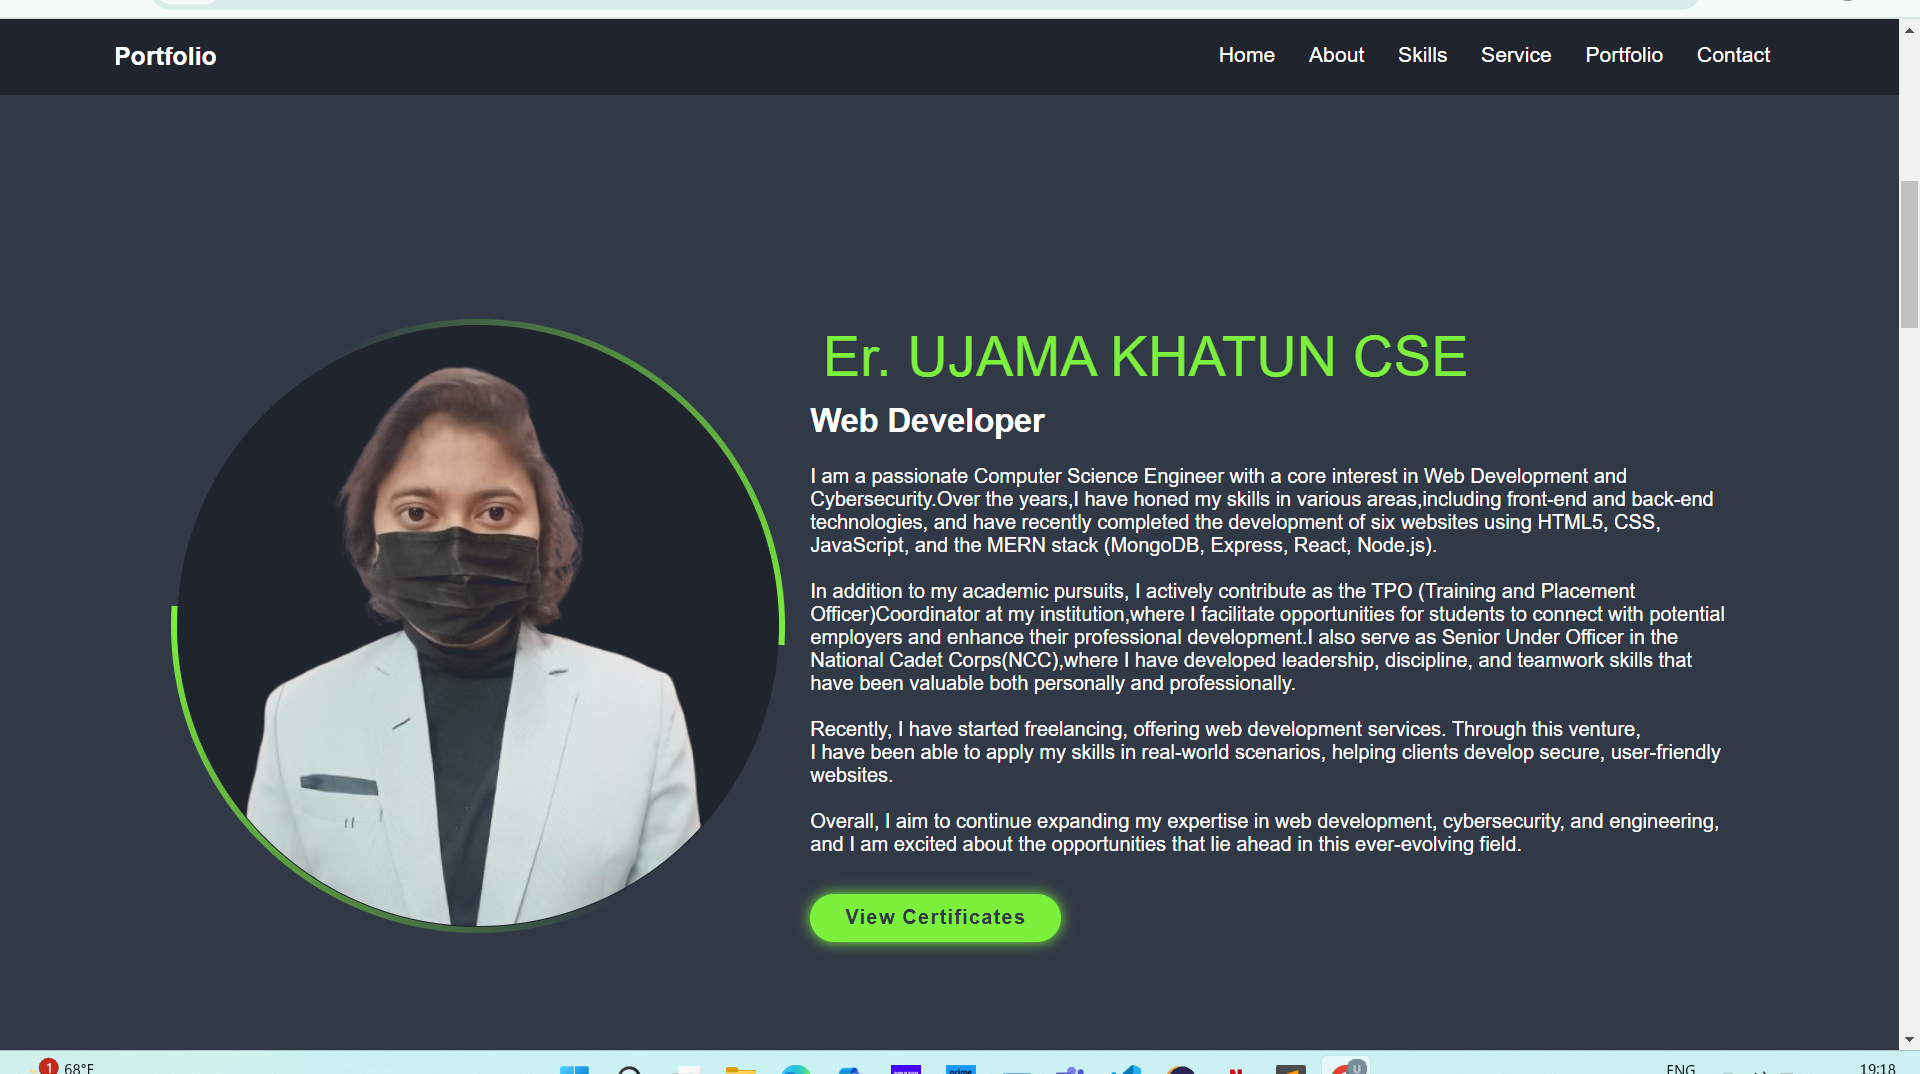 Portfolio
Home About Skills Service Portfolio Contact
Er. UJAMA KHATUN CSE
Web Developer
I am a passionate Computer Science Engineer with a core interest in Web Development and
Cybersecurity.Over the years,I have honed my skills in various areas,including front-end and back-end
technologies, and have recently completed the development of six websites using HTML5, CSS,
JavaScript, and the MERN stack (MongoDB, Express, React, Node.js).
In addition to my academic pursuits, I actively contribute as the TPO (Training and Placement
Officer)Coordinator at my institution,where I facilitate opportunities for students to connect with potential
employers and enhance their professional development.I also serve as Senior Under Officer in the
National Cadet Corps(NCC),where I have developed leadership, discipline, and teamwork skills that
have been valuable both personally and professionally.
Recently, I have started freelancing, offering web development services. Through this venture,
I have been able to apply my skills in real-world scenarios, helping clients develop secure, user-friendly
websites.
Overall, I aim to continue expanding my expertise in web development, cybersecurity, and engineering,
and I am excited about the opportunities that lie ahead in this ever-evolving field.
View Certificates
1 68°F amazon prime U ENG 19:18